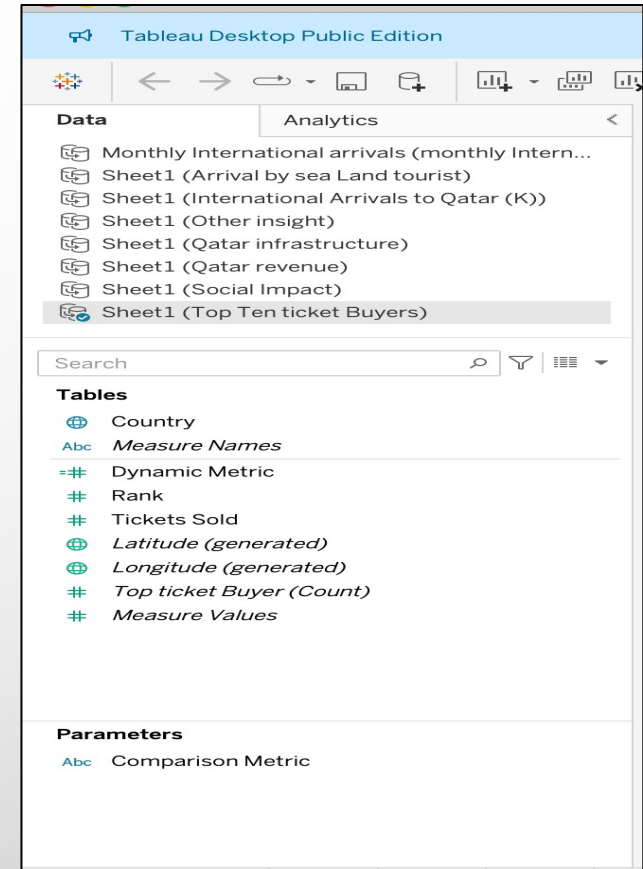 Tableau Desktop Public Edition
Data Analytics
Monthly International arrivals (monthly Intern...
Sheet1 (Arrival by sea Land tourist)
Sheet1 (International Arrivals to Qatar (K))
Sheet1 (Other insight)
Sheet1 (Qatar infrastructure)
Sheet1 (Qatar revenue)
Sheet1 (Social Impact)
Sheet1 (Top Ten ticket Buyers)
Search
Tables
Country
Abc Measure Names
Dynamic Metric
Rank
Tickets Sold
Latitude (generated)
Longitude (generated)
Top ticket Buyer (Count)
Measure Values
Parameters
Abc Comparison Metric